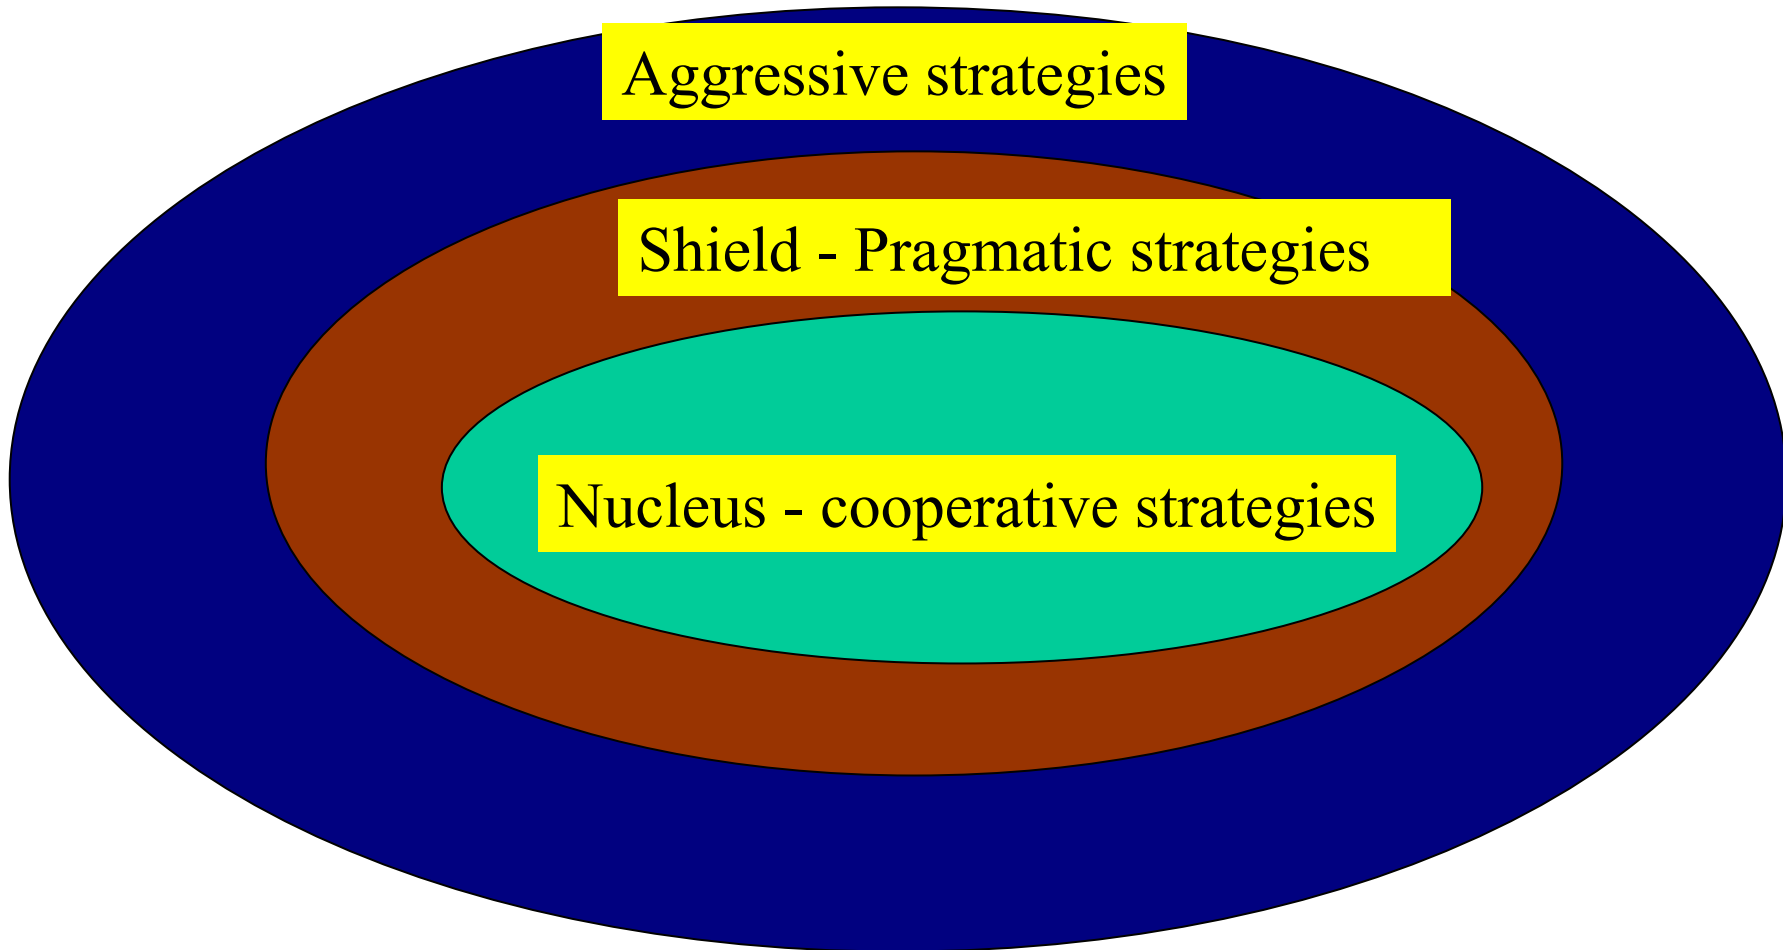 Aggressive strategies
Shield - Pragmatic strategies
Nucleus - cooperative strategies